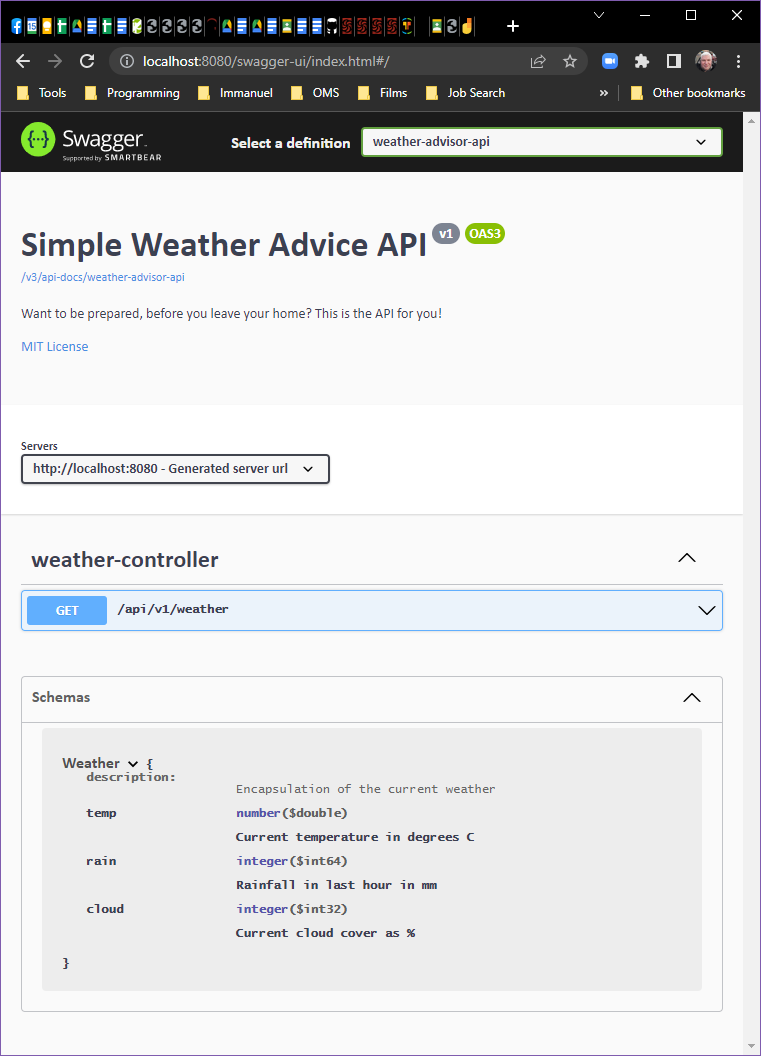 localhost:8080/swagger-ui/index.html#/
Tools Programming Immanuel OMS Films Job Search » Other bookmarks
Swagger
Supported by SMARTBEAR
Select a definition
weather-advisor-api
Simple Weather Advice API v1 OAS3
/v3/api-docs/weather-advisor-api
Want to be prepared, before you leave your home? This is the API for you!
MIT License
Servers
http://localhost:8080 - Generated server url
weather-controller
GET /api/v1/weather
Schemas
Weather {
description:
Encapsulation of the current weather
temp number($double)
Current temperature in degrees C
rain integer($int64)
Rainfall in last hour in mm
cloud integer($int32)
Current cloud cover as %
}